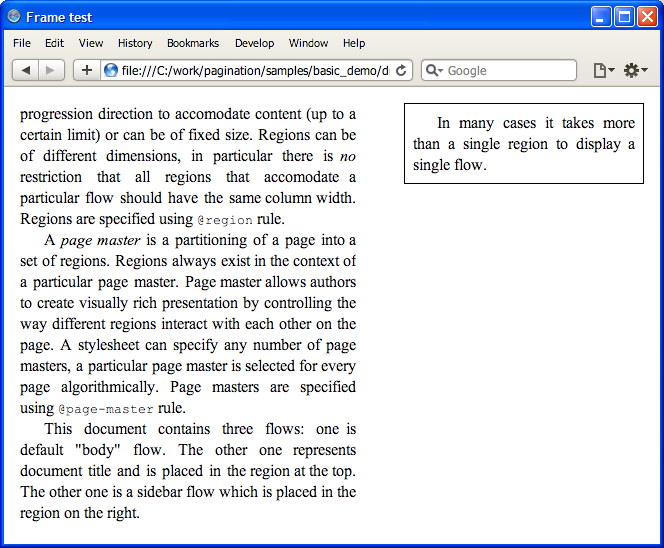 Frame test
File Edit View History Bookmarks Develop Window Help
file:///C:/work/pagination/samples/basic_demo/di
Google
progression direction to accomodate content (up to a
certain limit) or can be of fixed size. Regions can be
of different dimensions, in particular there is no
restriction that all regions that accomodate a
particular flow should have the same column width.
Regions are specified using @region rule.
A page master is a partitioning of a page into a
set of regions. Regions always exist in the context of
a particular page master. Page master allows authors
to create visually rich presentation by controlling the
way different regions interact with each other on the
page. A stylesheet can specify any number of page
masters, a particular page master is selected for every
page algorithmically. Page masters are specified
using @page-master rule.
This document contains three flows: one is
default "body" flow. The other one represents
document title and is placed in the region at the top.
The other one is a sidebar flow which is placed in the
region on the right.
In many cases it takes more
than a single region to display a
single flow.